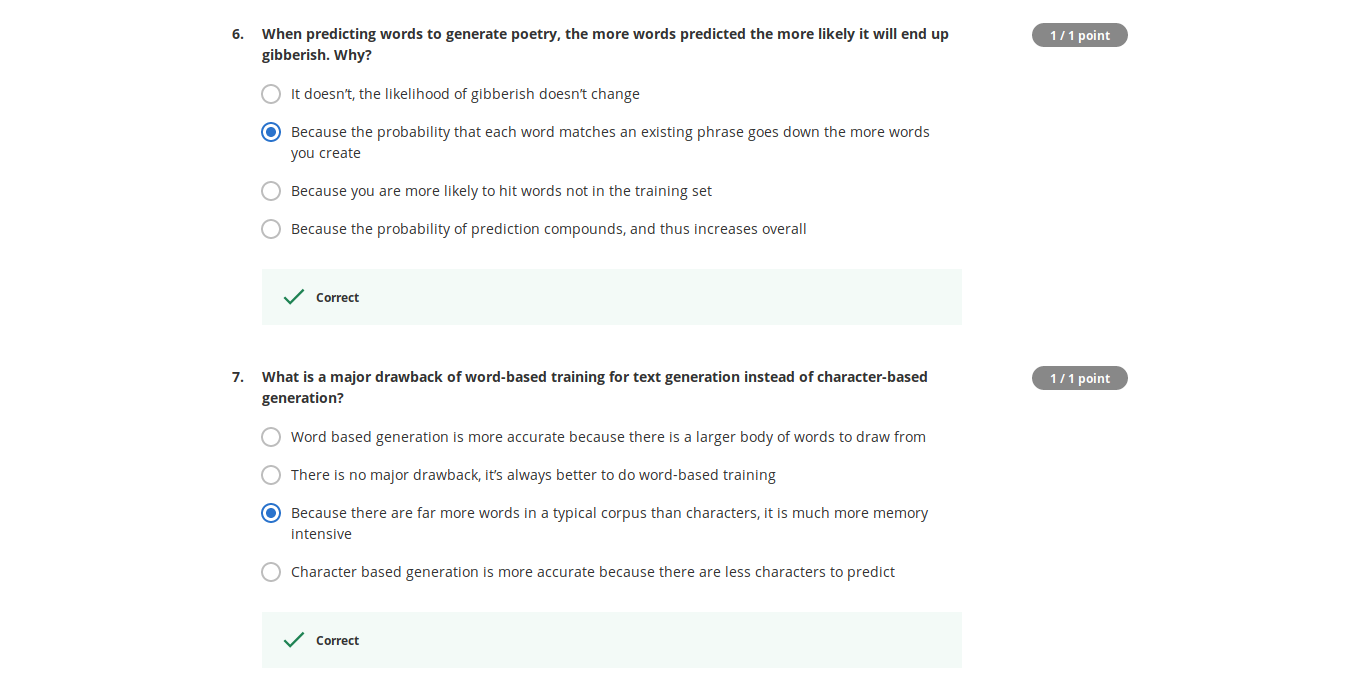 6. When predicting words to generate poetry, the more words predicted the more likely it will end up
gibberish. Why?
1 / 1 point
It doesn’t, the likelihood of gibberish doesn’t change
Because the probability that each word matches an existing phrase goes down the more words
you create
Because you are more likely to hit words not in the training set
Because the probability of prediction compounds, and thus increases overall
Correct
7. What is a major drawback of word-based training for text generation instead of character-based
generation?
1 / 1 point
Word based generation is more accurate because there is a larger body of words to draw from
There is no major drawback, it’s always better to do word-based training
Because there are far more words in a typical corpus than characters, it is much more memory
intensive
Character based generation is more accurate because there are less characters to predict
Correct